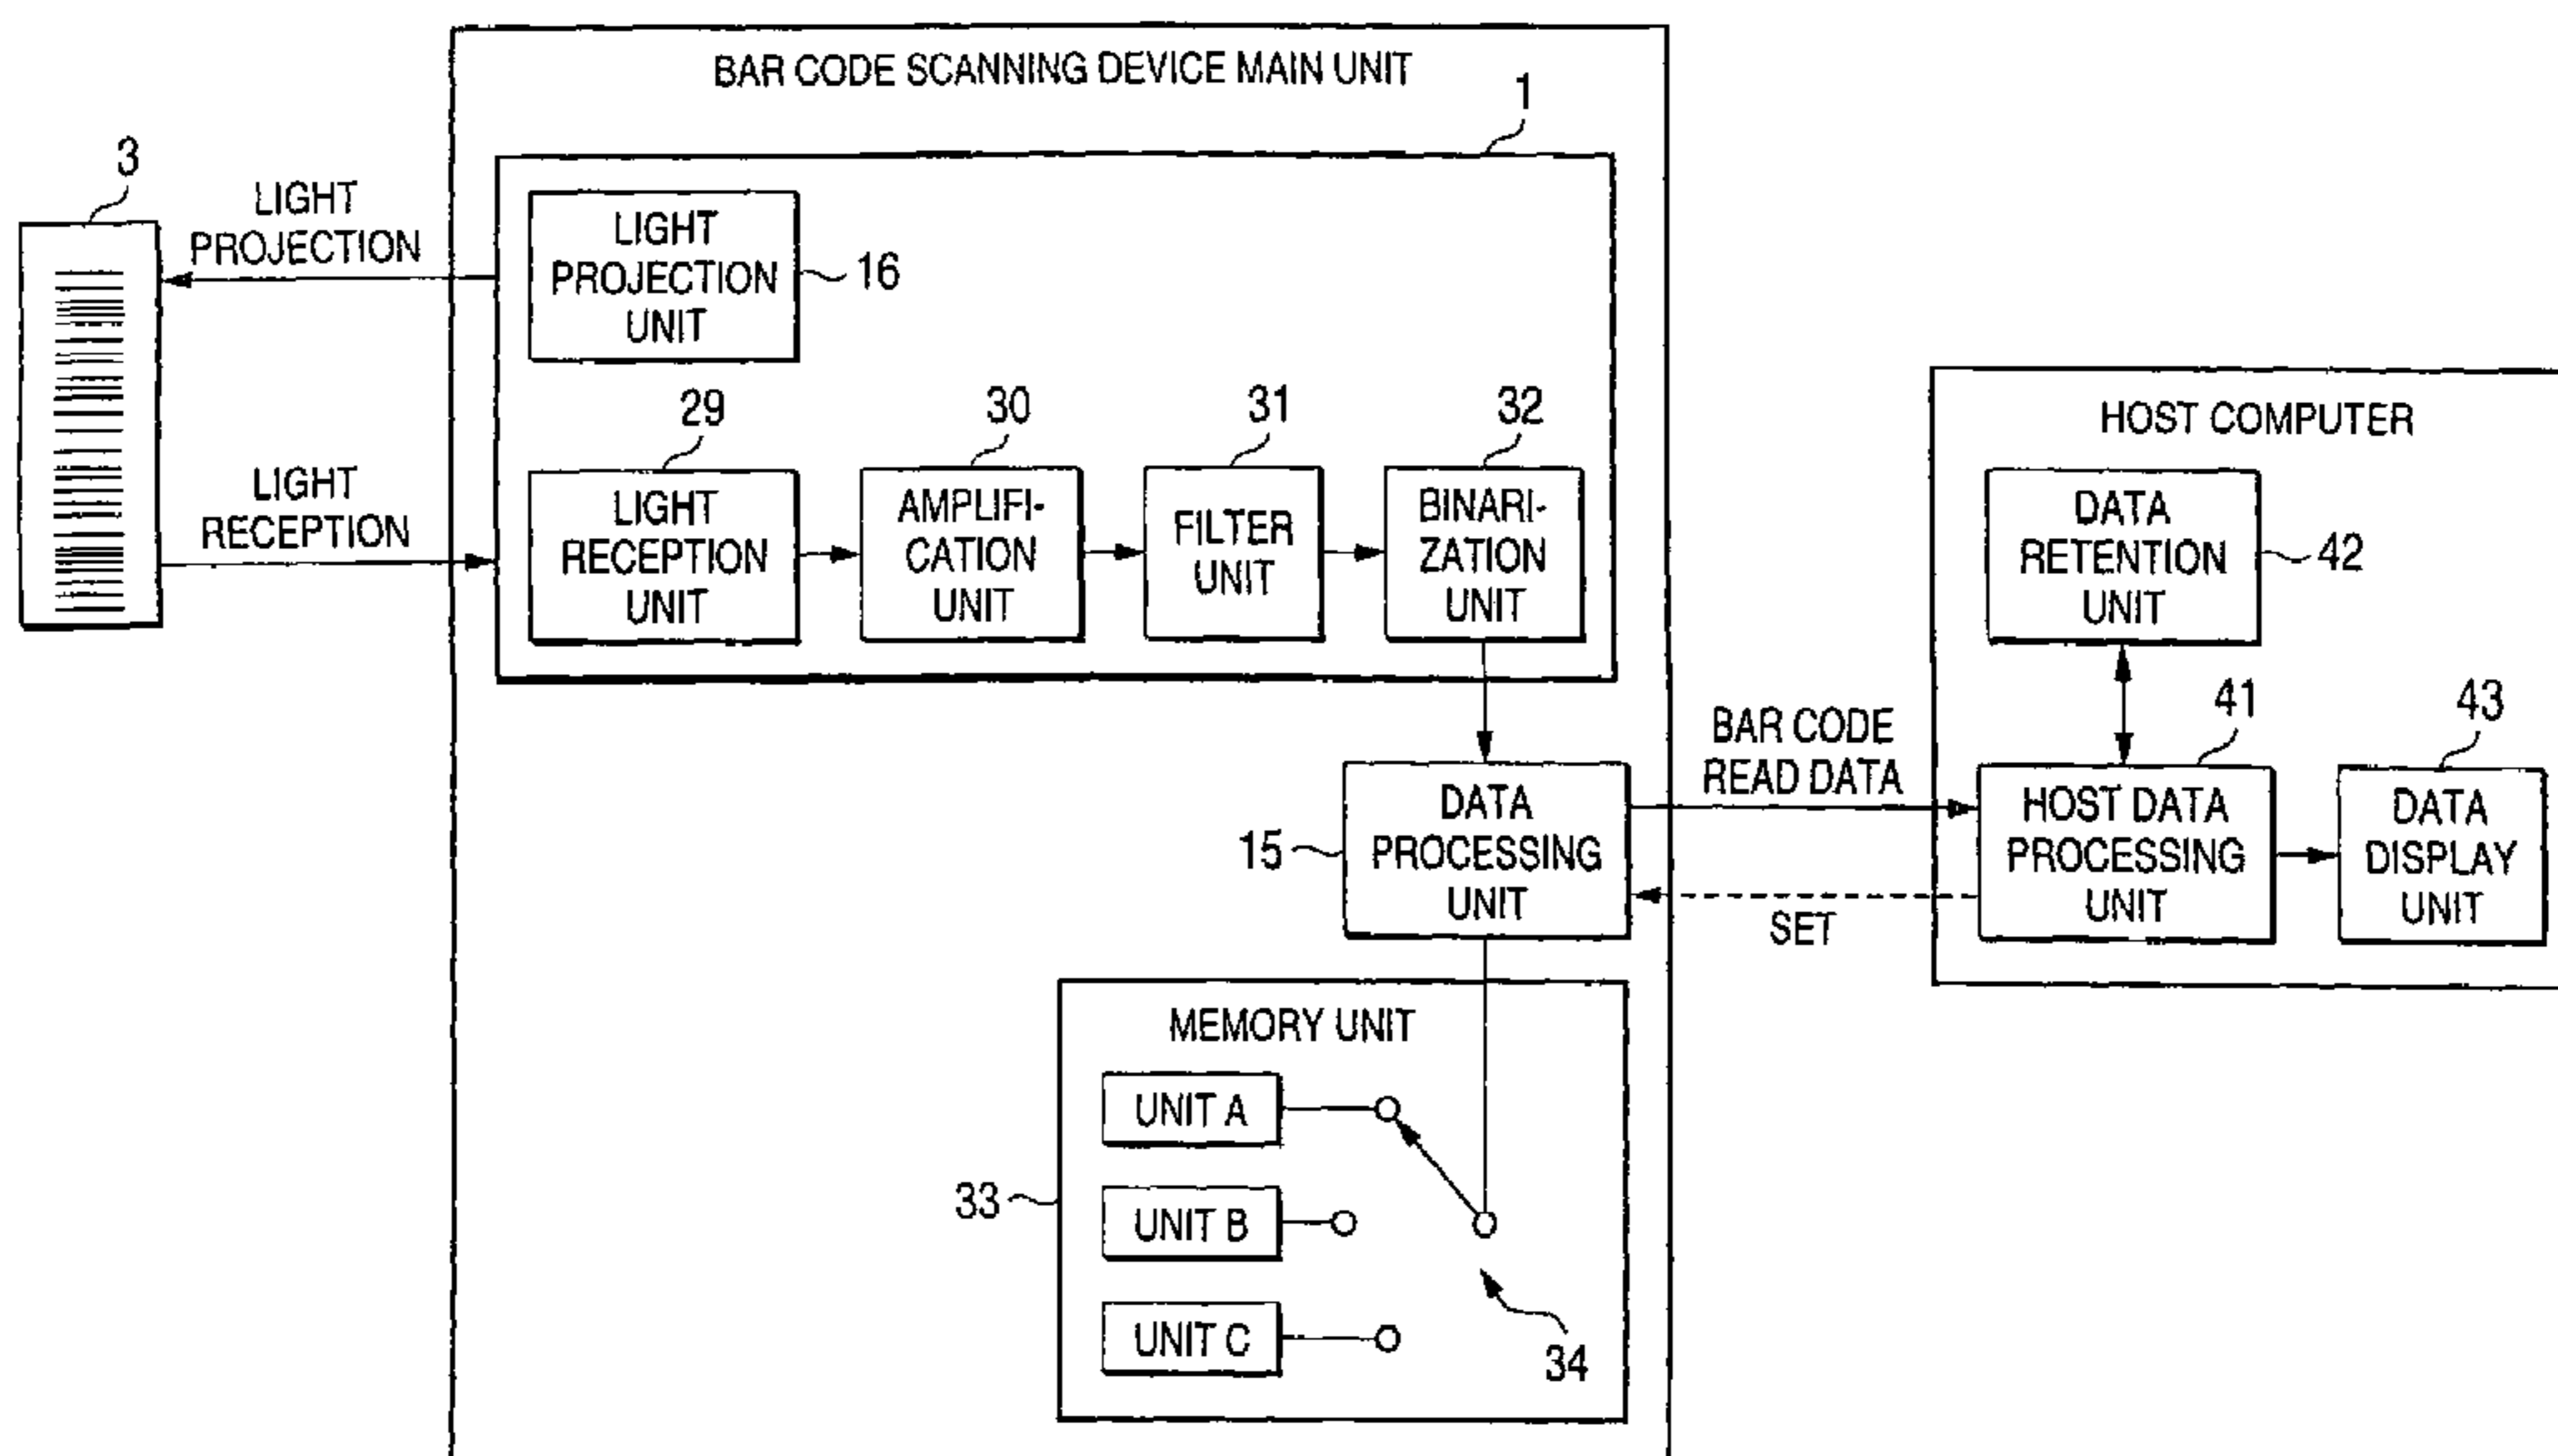 BAR CODE SCANNING DEVICE MAIN UNIT
1
3
LIGHT
PROJECTION
LIGHT
PROJECTION
UNIT
16
LIGHT
RECEPTION
29
LIGHT
RECEPTION
UNIT
30
AMPLIFI-
CATION
UNIT
31
FILTER
UNIT
32
BINARI-
ZATION
UNIT
HOST COMPUTER
DATA
RETENTION
UNIT
42
BAR CODE
READ DATA
15
DATA
PROCESSING
UNIT
SET
41
HOST DATA
PROCESSING
UNIT
43
DATA
DISPLAY
UNIT
MEMORY UNIT
UNIT A
33
UNIT B
UNIT C
34